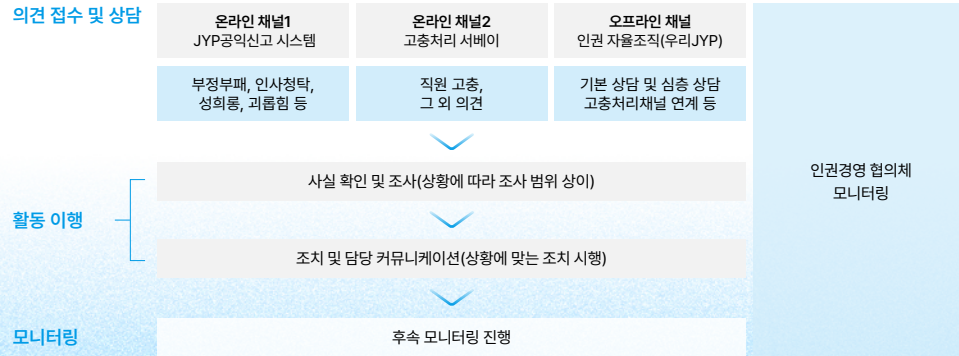 의견 접수 및 상담
온라인 채널1
JYP공익신고 시스템
온라인 채널2
고충처리 서베이
오프라인 채널
인권 자율조직(우리JYP)
부정부패, 인사청탁,
성희롱, 괴롭힘 등
직원 고충,
그 외 의견
기본 상담 및 심층 상담
고충처리채널 연계 등
인권경영 협의체
모니터링
활동 이행
사실 확인 및 조사(상황에 따라 조사 범위 상이)
조치 및 담당 커뮤니케이션(상황에 맞는 조치 시행)
모니터링
후속 모니터링 진행